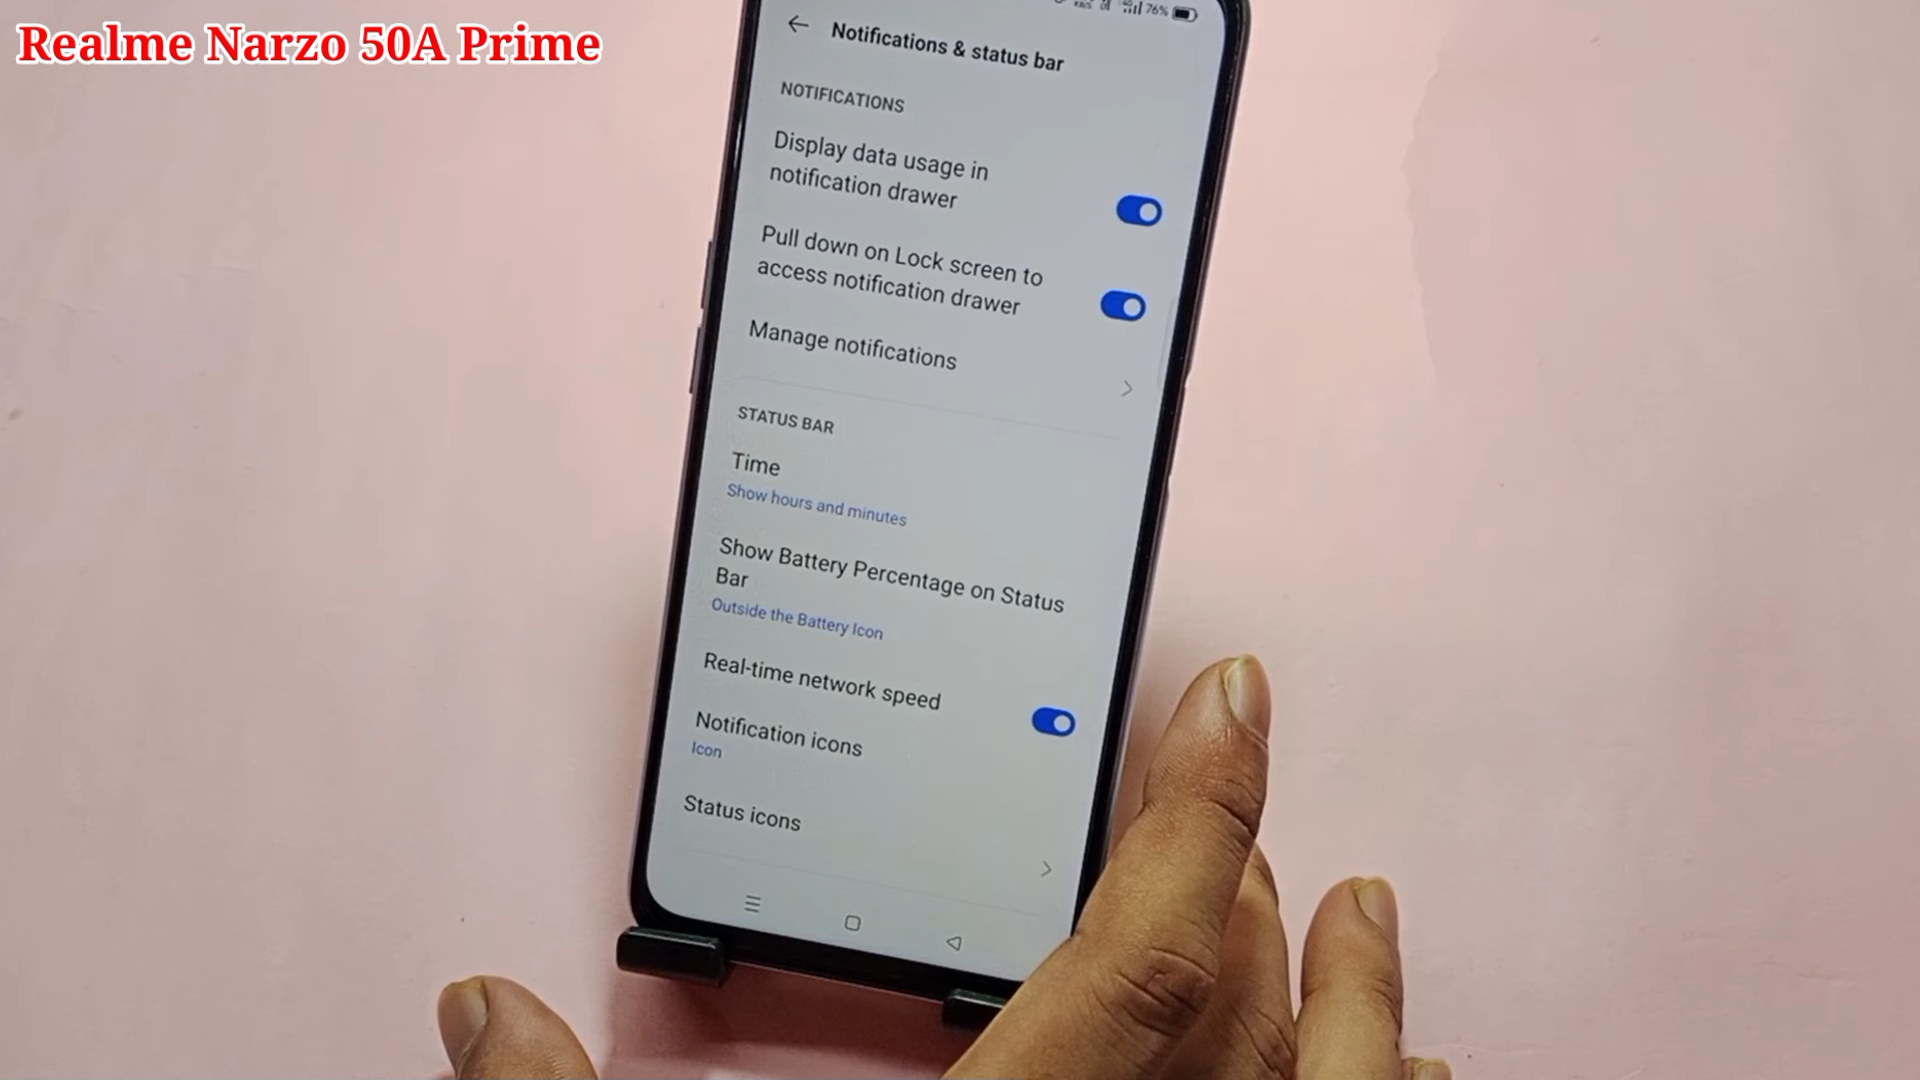 Realme Narzo 50A Prime
76%
Notifications & status bar
NOTIFICATIONS
Display data usage in
notification drawer
Pull down on Lock screen to
access notification drawer
Manage notifications
STATUS BAR
Time
Show hours and minutes
Show Battery Percentage on Status
Bar
Outside the Battery Icon
Real-time network speed
Notification icons
Icon
Status icons